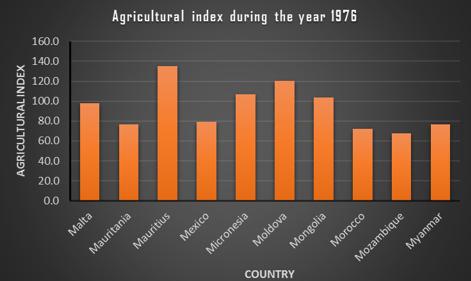 Agricultural index during the year 1976
AGRICULTURAL INDEX
160.0
140.0
120.0
100.0
80.0
60.0
40.0
20.0
0.0
Malta
Mauritania
Mauritius
Mexico
Micronesia
Moldova
Mongolia
Morocco
Mozambique
Myanmar
COUNTRY